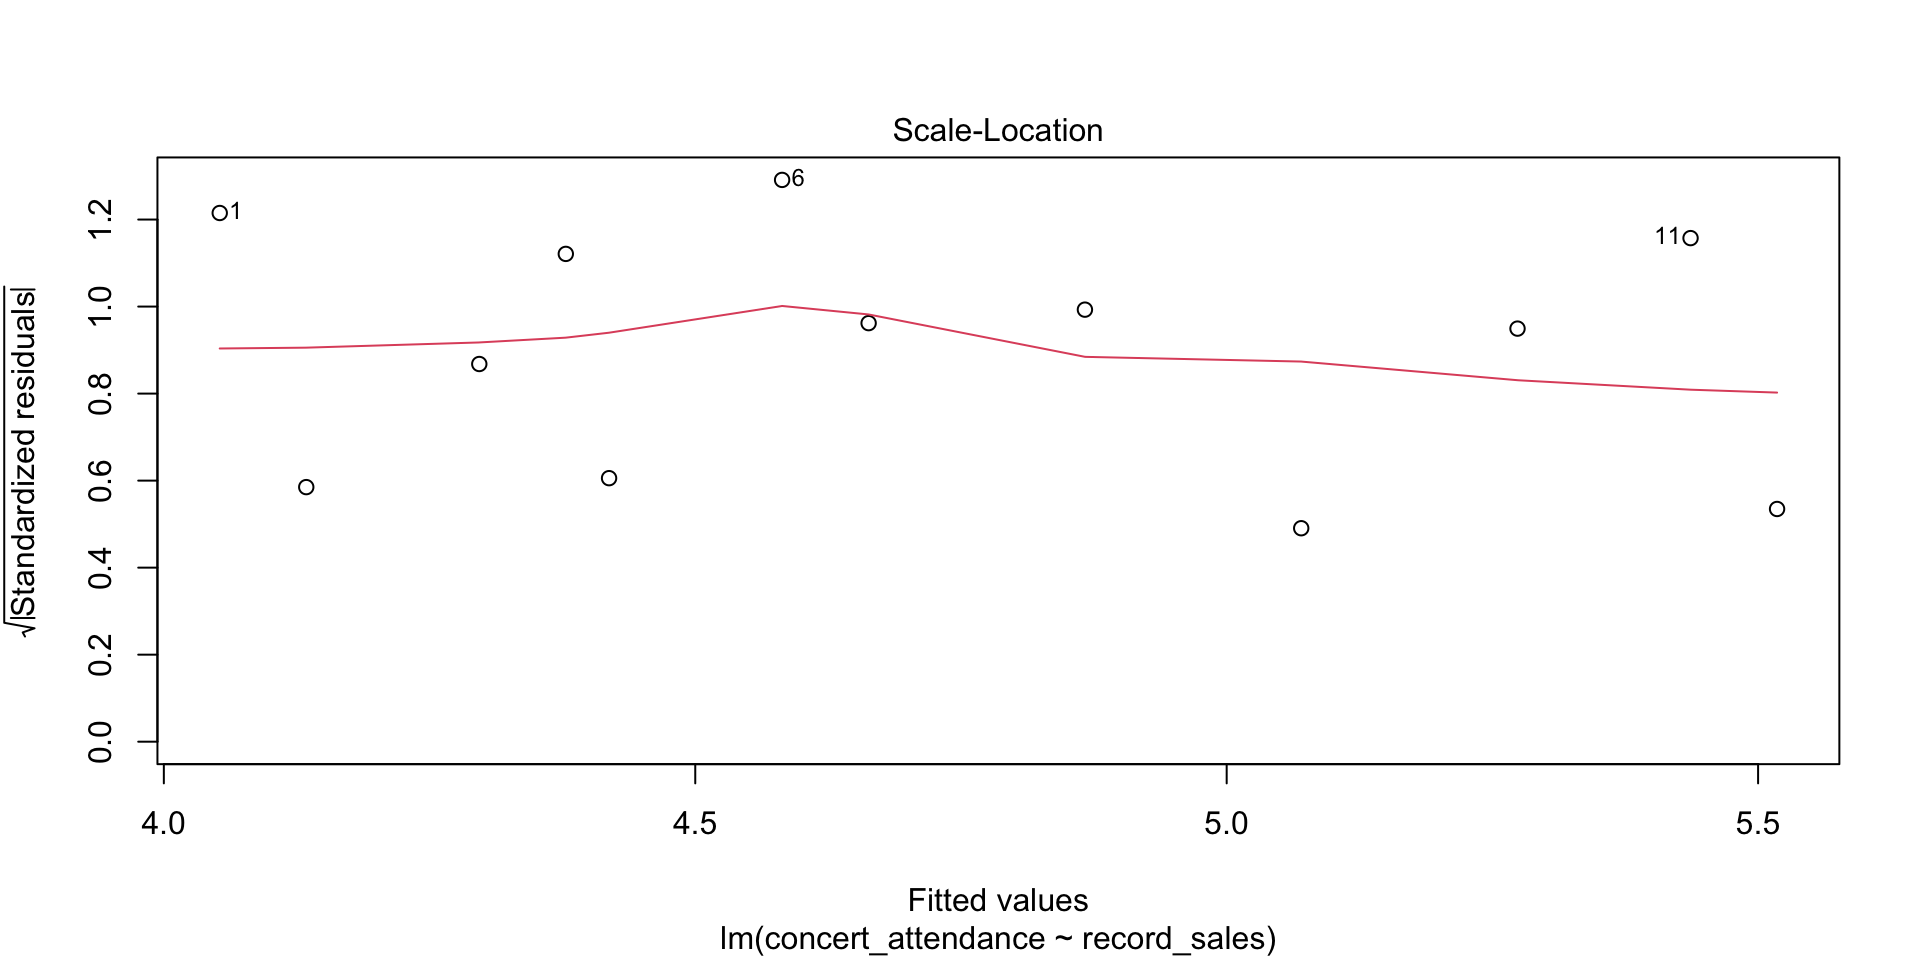 Scale-Location
√|Standardized residuals|
1.2
1.0
0.8
0.6
0.4
0.2
0.0
1
6
11
4.0 4.5 5.0 5.5
Fitted values
lm(concert_attendance ~ record_sales)